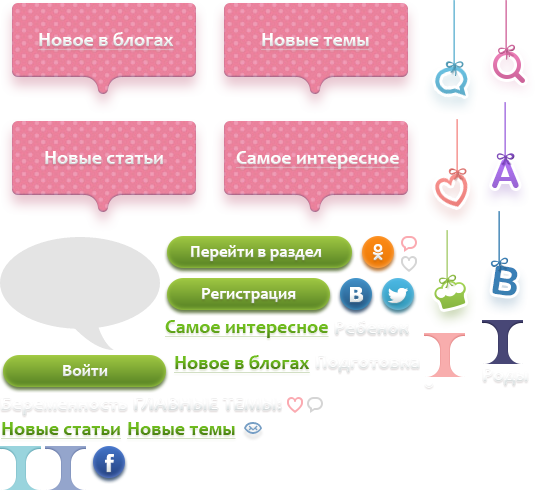 Новое в блогах
Новые темы
Новые статьи
Самое интересное
А
Перейти в раздел
Регистрация
В
B
Самое интересное
Ребенок
Войти
Новое в блогах
Подготовка
Роды
Беременность
ГЛАВНЫЕ ТЕМЫ
Новые статьи
Новые темы
f